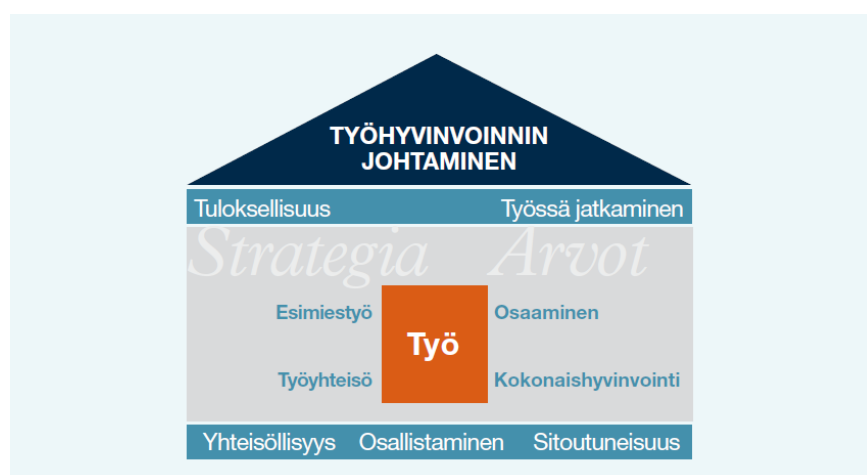 TYÖHYVINVOINNIN
JOHTAMINEN
Tuloksellisuus Työssä jatkaminen
Strategia Arvot
Esimiestyö Osaaminen
Työ
Työyhteisö Kokonaishyvinvointi
Yhteisöllisyys Osallistaminen Sitoutuneisuus